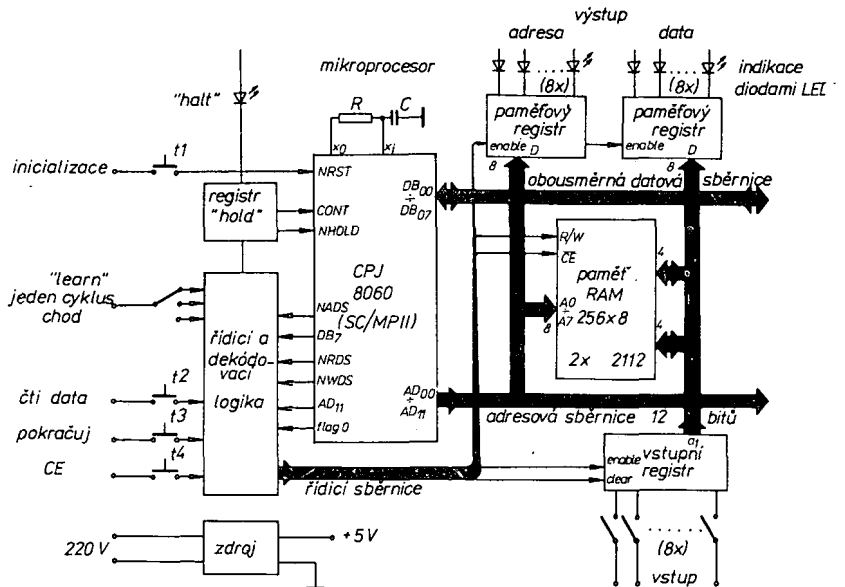 výstup
adresa
data
(8x)
(8x)
indikace
diodami LED
mikroprocesor
"halt"
R
C
x0
xi
paměťový
registr
enable D
8
paměťový
registr
enable D
8
inicializace
t1
NRST
registr
"hold"
CONT
NHOLD
DB00
÷
DB07
obousměrná datová sběrnice
R/W
CE
paměť
RAM
256x8
2x 2112
A0
÷
A7
8
4
4
CPJ
8060
(SC/MPII)
"learn"
jeden cyklus
chod
řídicí a
dekódo-
vací
logika
NADS
DB7
NRDS
NWDS
AD11
flag 0
AD00
÷
AD11
adresová sběrnice 12 bitů
čti data
t2
pokračuj
t3
CE
t4
řídicí sběrnice
a1
enable
clear
vstupní
registr
(8x)
vstup
220 V
zdroj
+5V